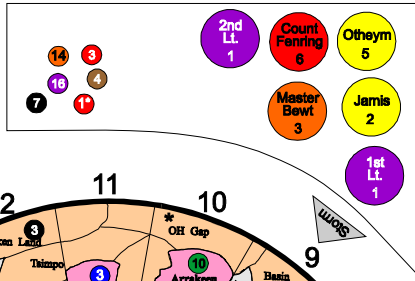 2nd
Lt.
1
Count
Fenring
6
Otheym
5
14
3
16
4
7
1*
Master
Bewt
3
Jamis
2
1st
Lt.
1
2
11
10
9
Storm
*
OH Gap
3
Tsimpo
3
10
Arrakeen
Basin